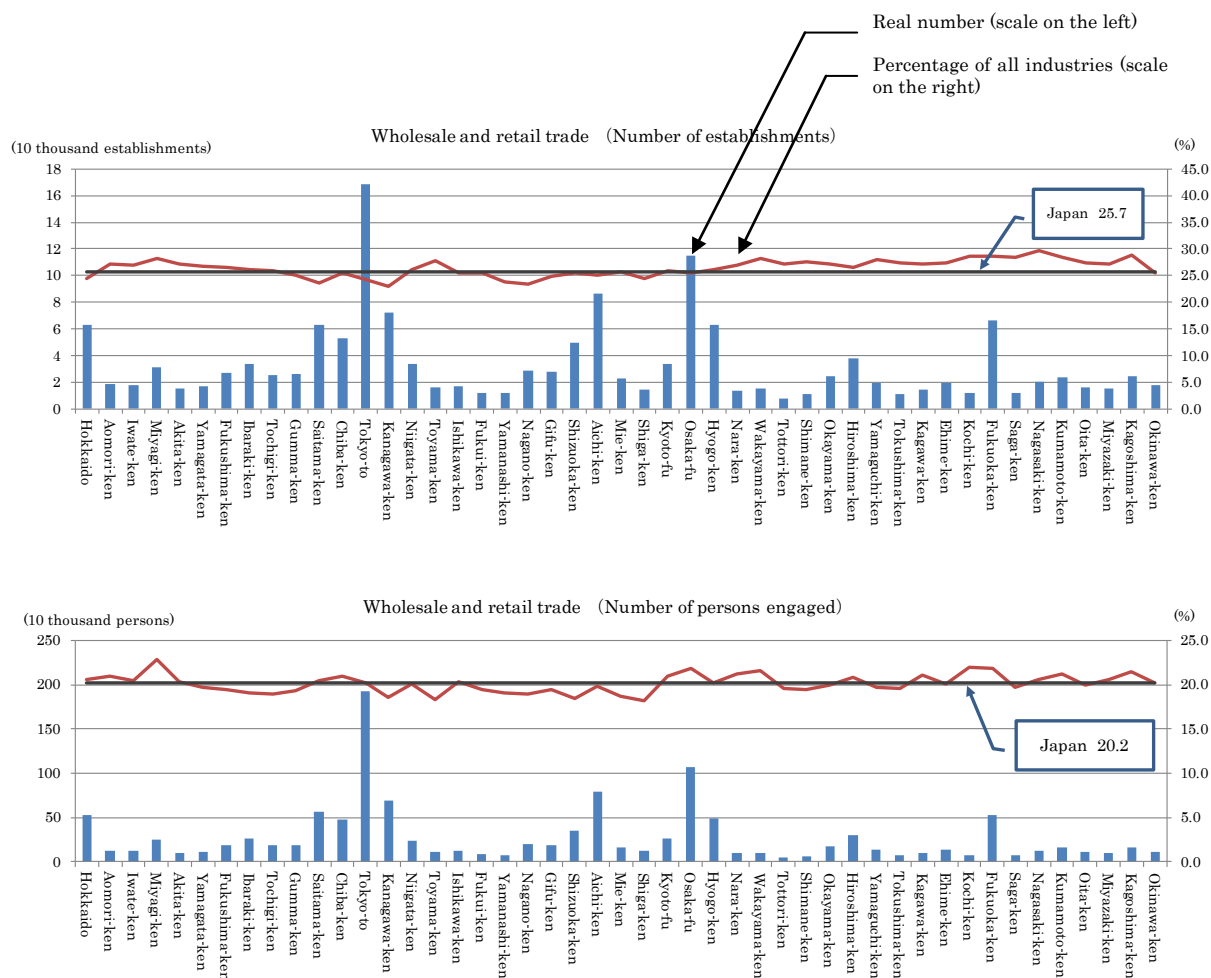 Real number (scale on the left)
Percentage of all industries (scale
on the right)
Wholesale and retail trade （Number of establishments)
(10 thousand establishments)
(%)
18
16
14
12
10
8
6
4
2
0
45.0
40.0
35.0
30.0
25.0
20.0
15.0
10.0
5.0
0.0
Japan 25.7
Hokkaido
Aomori-ken
Iwate-ken
Miyagi-ken
Akita-ken
Yamagata-ken
Fukushima-ken
Ibaraki-ken
Tochigi-ken
Gumma-ken
Saitama-ken
Chiba-ken
Tokyo-to
Kanagawa-ken
Niigata-ken
Toyama-ken
Ishikawa-ken
Fukui-ken
Yamanashi-ken
Nagano-ken
Gifu-ken
Shizuoka-ken
Aichi-ken
Mie-ken
Shiga-ken
Kyoto-fu
Osaka-fu
Hyogo-ken
Nara-ken
Wakayama-ken
Tottori-ken
Shimane-ken
Okayama-ken
Hiroshima-ken
Yamaguchi-ken
Tokushima-ken
Kagawa-ken
Ehime-ken
Kochi-ken
Fukuoka-ken
Saga-ken
Nagasaki-ken
Kumamoto-ken
Oita-ken
Miyazaki-ken
Kagoshima-ken
Okinawa-ken
Wholesale and retail trade （Number of persons engaged）
(10 thousand persons)
(%)
250
200
150
100
50
0
25.0
20.0
15.0
10.0
5.0
0.0
Japan 20.2
Hokkaido
Aomori-ken
Iwate-ken
Miyagi-ken
Akita-ken
Yamagata-ken
Fukushima-ken
Ibaraki-ken
Tochigi-ken
Gumma-ken
Saitama-ken
Chiba-ken
Tokyo-to
Kanagawa-ken
Niigata-ken
Toyama-ken
Ishikawa-ken
Fukui-ken
Yamanashi-ken
Nagano-ken
Gifu-ken
Shizuoka-ken
Aichi-ken
Mie-ken
Shiga-ken
Kyoto-fu
Osaka-fu
Hyogo-ken
Nara-ken
Wakayama-ken
Tottori-ken
Shimane-ken
Okayama-ken
Hiroshima-ken
Yamaguchi-ken
Tokushima-ken
Kagawa-ken
Ehime-ken
Kochi-ken
Fukuoka-ken
Saga-ken
Nagasaki-ken
Kumamoto-ken
Oita-ken
Miyazaki-ken
Kagoshima-ken
Okinawa-ken